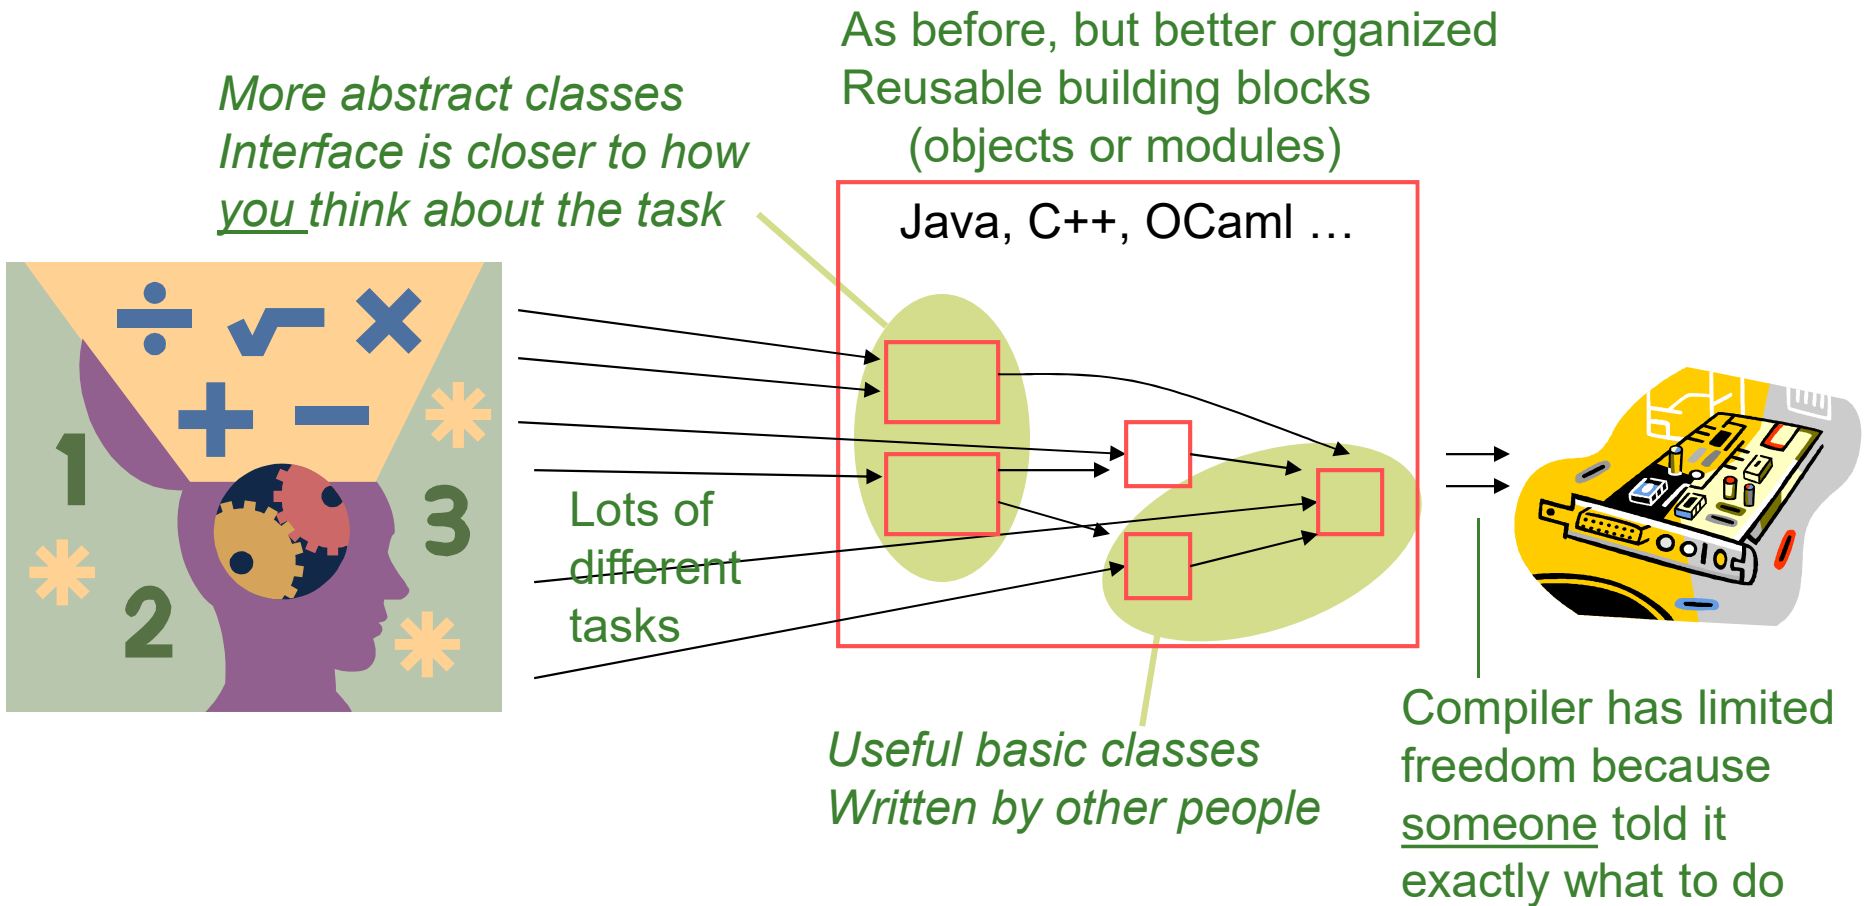 As before, but better organized
Reusable building blocks
(objects or modules)
More abstract classes
Interface is closer to how
you think about the task
Java, C++, OCaml …
1
2
3
Lots of
different
tasks
Useful basic classes
Written by other people
Compiler has limited
freedom because
someone told it
exactly what to do